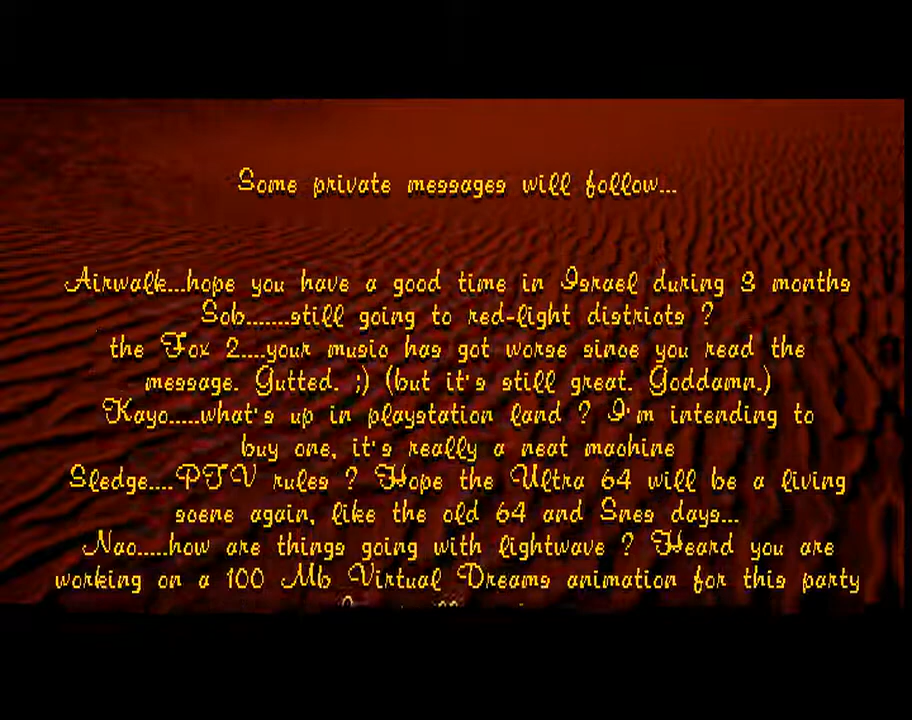 Some private messages will follow...
Airwalk...hope you have a good time in Israel during 3 months
Sob.......still going to red-light districts ?
the Fox 2....your music has got worse since you read the
message. Gutted. ;) (but it's still great. Goddamn.)
Kayo.....what's up in playstation land ? I'm intending to
buy one, it's really a neat machine
Sledge....PTV rules ? Hope the Ultra 64 will be a living
scene again, like the old 64 and Snes days...
Nao.....how are things going with lightwave ? Heard you are
working on a 100 Mb Virtual Dreams animation for this party